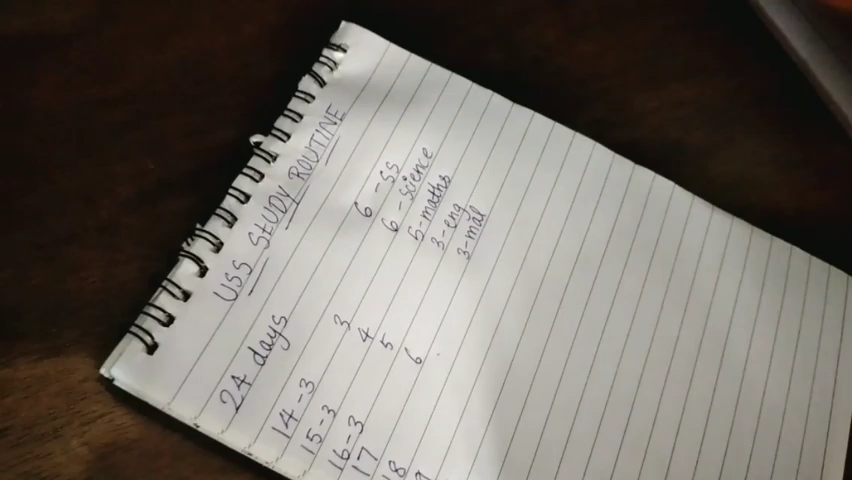 USS STUDY ROUTINE
24 days
6 - SS
6 - science
5 - maths
3 - eng
3 - mal
14 - 3 3
15 - 3 4
16 - 3 5
17 6
18